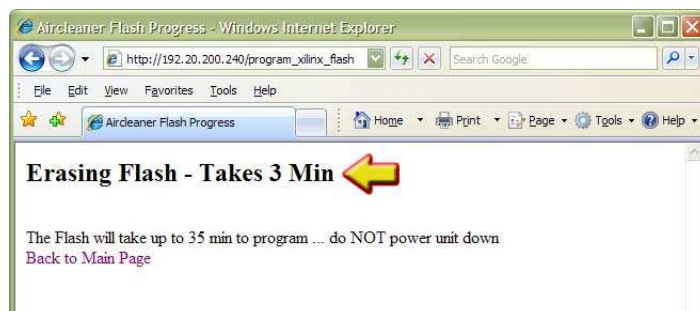 Aircleaner Flash Progress - Windows Internet Explorer
http://192.20.200.240/program_xilinx_flash
Search Google
File Edit View Favorites Tools Help
Aircleaner Flash Progress
Home Print Page Tools Help
Erasing Flash - Takes 3 Min
The Flash will take up to 35 min to program ... do NOT power unit down
Back to Main Page